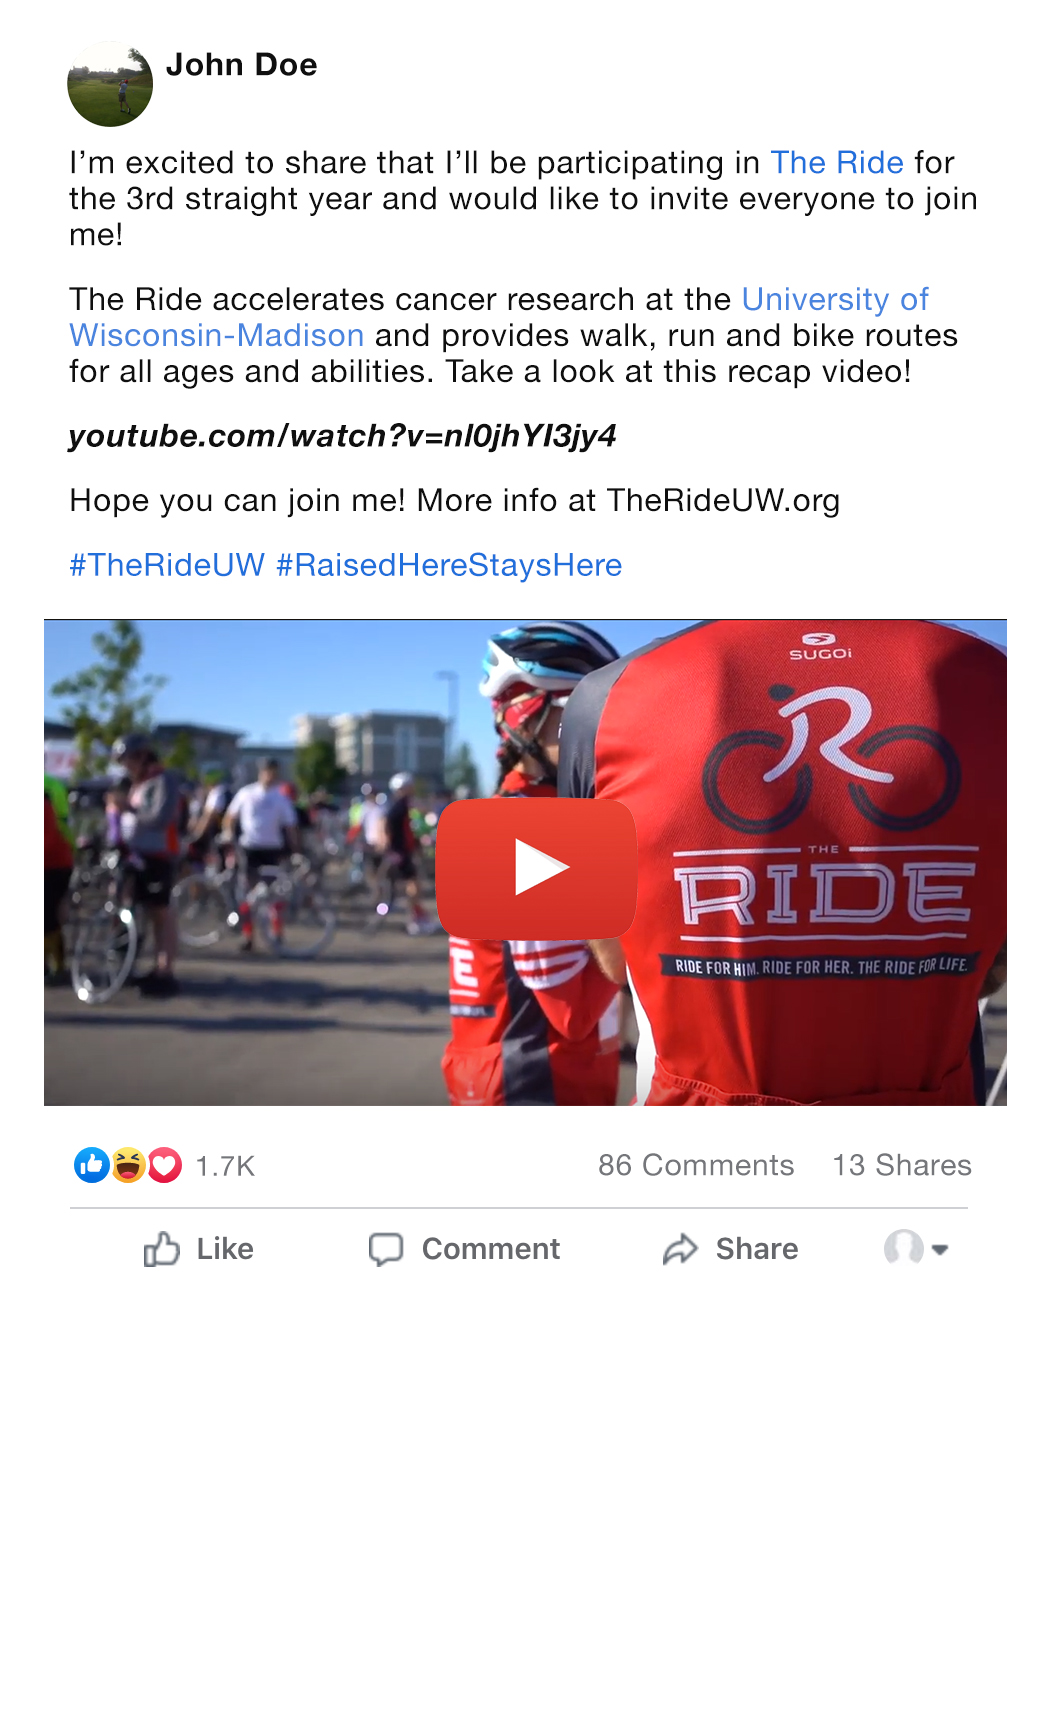 John Doe
I’m excited to share that I’ll be participating in The Ride for
the 3rd straight year and would like to invite everyone to join
me!
The Ride accelerates cancer research at the University of
Wisconsin-Madison and provides walk, run and bike routes
for all ages and abilities. Take a look at this recap video!
youtube.com/watch?v=nl0jhYI3jy4
Hope you can join me! More info at TheRideUW.org
#TheRideUW #RaisedHereStaysHere
SUGOi
R
THE
RIDE
RIDE FOR HIM. RIDE FOR HER. THE RIDE FOR LIFE.
E
1.7K
86 Comments 13 Shares
Like Comment Share